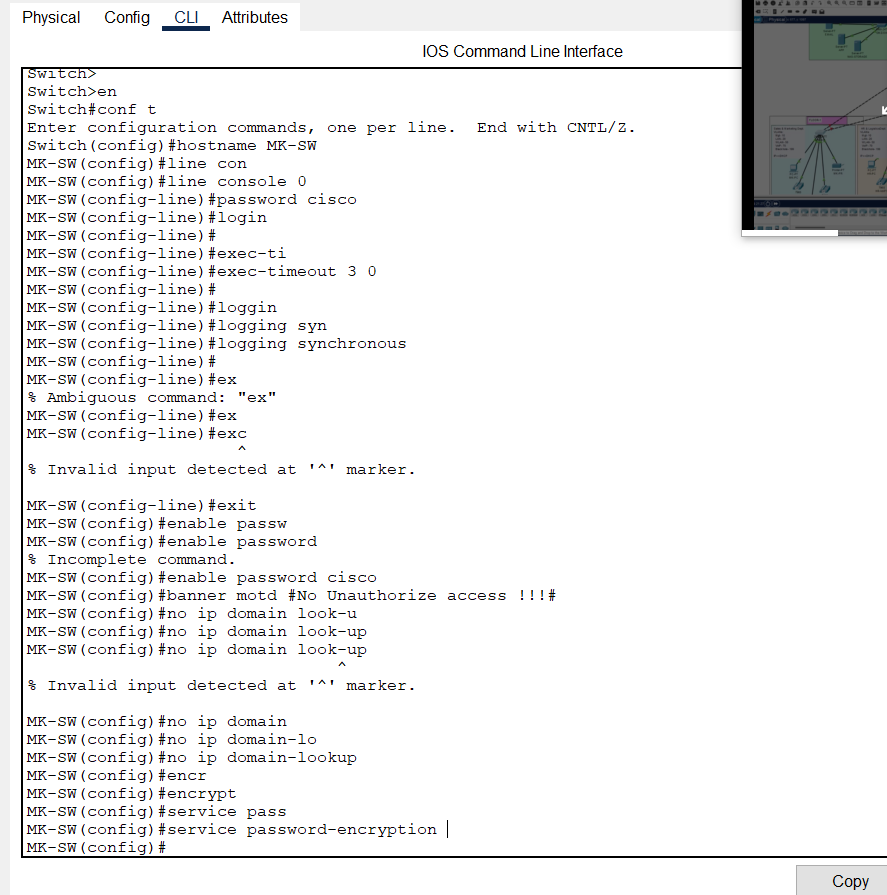 Physical Config CLI Attributes
IOS Command Line Interface
Switch>
Switch>en
Switch#conf t
Enter configuration commands, one per line.  End with CNTL/Z.
Switch(config)#hostname MK-SW
MK-SW(config)#line con
MK-SW(config)#line console 0
MK-SW(config-line)#password cisco
MK-SW(config-line)#login
MK-SW(config-line)#
MK-SW(config-line)#exec-ti
MK-SW(config-line)#exec-timeout 3 0
MK-SW(config-line)#
MK-SW(config-line)#loggin
MK-SW(config-line)#logging syn
MK-SW(config-line)#logging synchronous
MK-SW(config-line)#
MK-SW(config-line)#ex
% Ambiguous command: "ex"
MK-SW(config-line)#ex
MK-SW(config-line)#exc
^
% Invalid input detected at '^' marker.
MK-SW(config-line)#exit
MK-SW(config)#enable passw
MK-SW(config)#enable password
% Incomplete command.
MK-SW(config)#enable password cisco
MK-SW(config)#banner motd #No Unauthorize access !!!#
MK-SW(config)#no ip domain look-u
MK-SW(config)#no ip domain look-up
MK-SW(config)#no ip domain look-up
^
% Invalid input detected at '^' marker.
MK-SW(config)#no ip domain
MK-SW(config)#no ip domain-lo
MK-SW(config)#no ip domain-lookup
MK-SW(config)#encr
MK-SW(config)#encrypt
MK-SW(config)#service pass
MK-SW(config)#service password-encryption
MK-SW(config)#
Copy